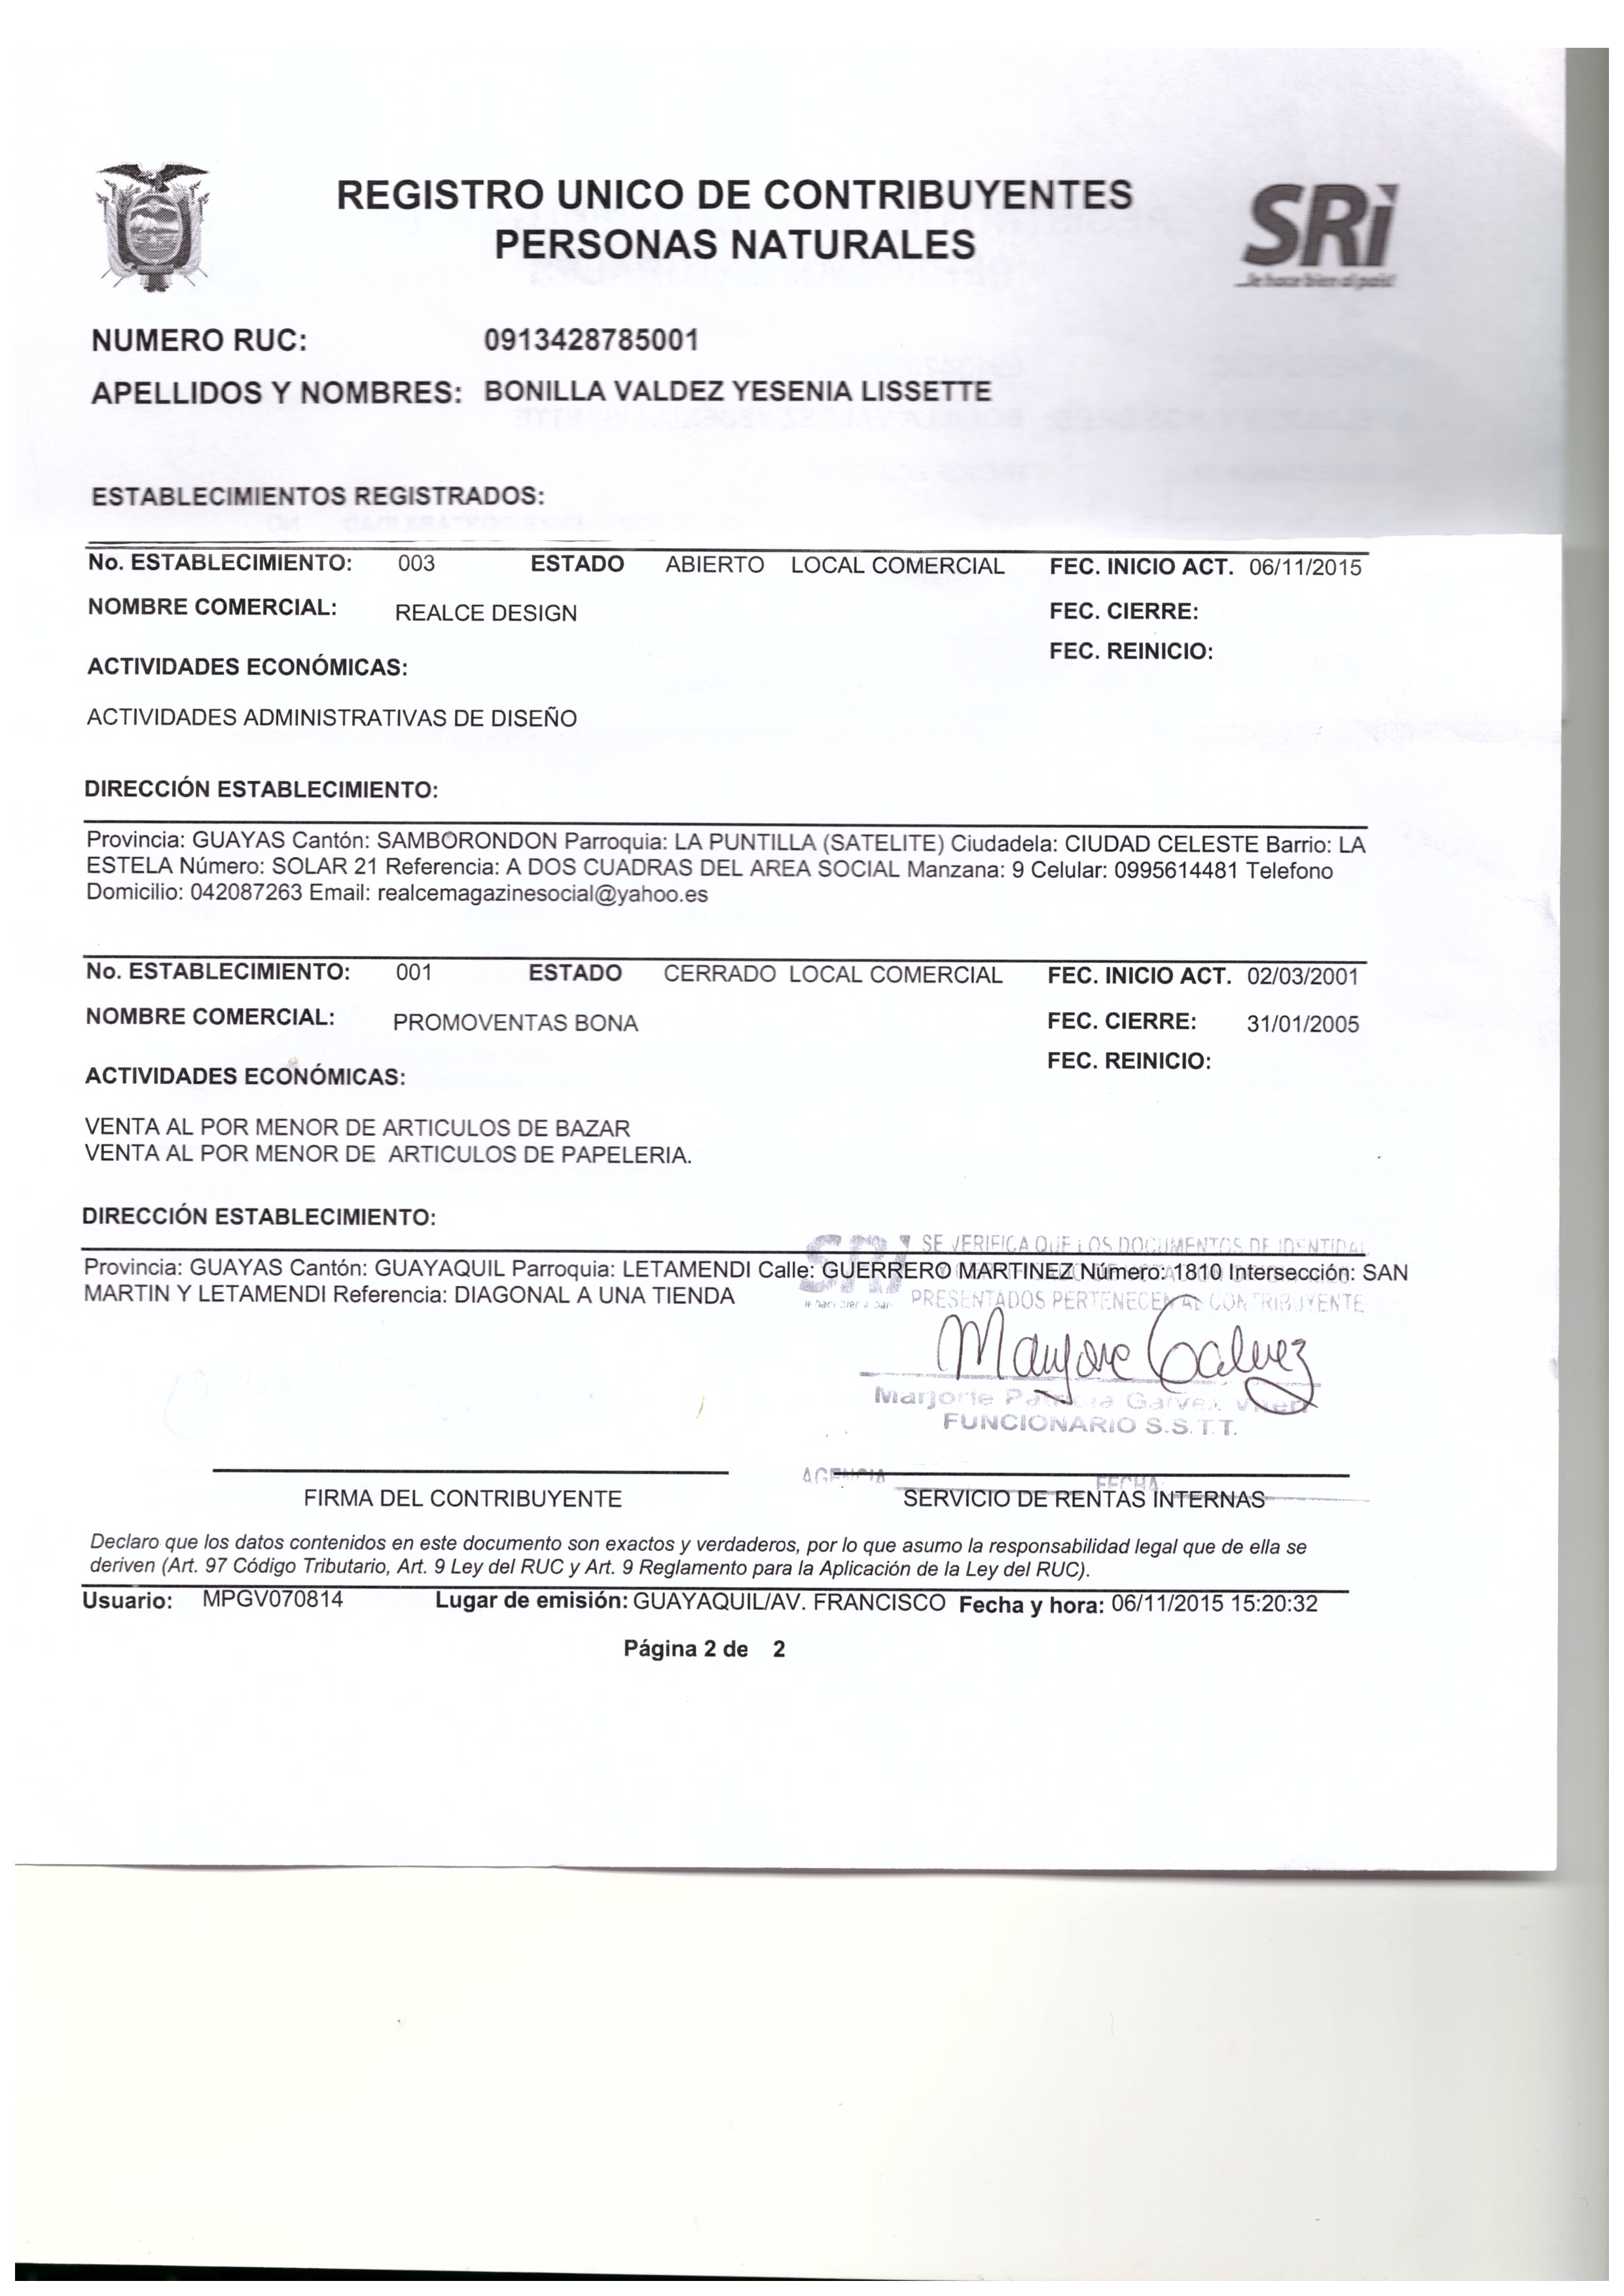 REGISTRO UNICO DE CONTRIBUYENTES
PERSONAS NATURALES
SRi
...le hace bien al país!
NUMERO RUC: 0913428785001
APELLIDOS Y NOMBRES: BONILLA VALDEZ YESENIA LISSETTE
ESTABLECIMIENTOS REGISTRADOS:
No. ESTABLECIMIENTO: 003 ESTADO ABIERTO LOCAL COMERCIAL FEC. INICIO ACT. 06/11/2015
NOMBRE COMERCIAL: REALCE DESIGN FEC. CIERRE:
FEC. REINICIO:
ACTIVIDADES ECONÓMICAS:
ACTIVIDADES ADMINISTRATIVAS DE DISEÑO
DIRECCIÓN ESTABLECIMIENTO:
Provincia: GUAYAS Cantón: SAMBORONDON Parroquia: LA PUNTILLA (SATELITE) Ciudadela: CIUDAD CELESTE Barrio: LA
ESTELA Número: SOLAR 21 Referencia: A DOS CUADRAS DEL AREA SOCIAL Manzana: 9 Celular: 0995614481 Telefono
Domicilio: 042087263 Email: realcemagazinesocial@yahoo.es
No. ESTABLECIMIENTO: 001 ESTADO CERRADO LOCAL COMERCIAL FEC. INICIO ACT. 02/03/2001
NOMBRE COMERCIAL: PROMOVENTAS BONA FEC. CIERRE: 31/01/2005
FEC. REINICIO:
ACTIVIDADES ECONÓMICAS:
VENTA AL POR MENOR DE ARTICULOS DE BAZAR
VENTA AL POR MENOR DE ARTICULOS DE PAPELERIA.
DIRECCIÓN ESTABLECIMIENTO:
SRi SE VERIFICA QUE LOS DOCUMENTOS DE IDENTIDAD
Provincia: GUAYAS Cantón: GUAYAQUIL Parroquia: LETAMENDI Calle: GUERRERO MARTINEZ Número: 1810 Intersección: SAN
MARTIN Y LETAMENDI Referencia: DIAGONAL A UNA TIENDA
PRESENTADOS PERTENECEN AL CONTRIBUYENTE
Marjorie Galvez
Marjorie Patricia Galvez Viteri
FUNCIONARIO S.S.T.T.
AGENCIA FECHA
FIRMA DEL CONTRIBUYENTE SERVICIO DE RENTAS INTERNAS
Declaro que los datos contenidos en este documento son exactos y verdaderos, por lo que asumo la responsabilidad legal que de ella se
deriven (Art. 97 Código Tributario, Art. 9 Ley del RUC y Art. 9 Reglamento para la Aplicación de la Ley del RUC).
Usuario: MPGV070814 Lugar de emisión: GUAYAQUIL/AV. FRANCISCO Fecha y hora: 06/11/2015 15:20:32
Página 2 de 2